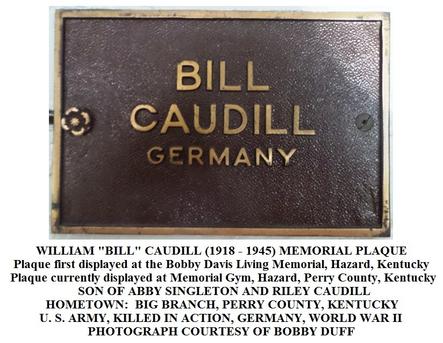 BILL
CAUDILL
GERMANY
WILLIAM "BILL" CAUDILL (1918 - 1945) MEMORIAL PLAQUE
Plaque first displayed at the Bobby Davis Living Memorial, Hazard, Kentucky
Plaque currently displayed at Memorial Gym, Hazard, Perry County, Kentucky
SON OF ABBY SINGLETON AND RILEY CAUDILL
HOMETOWN:  BIG BRANCH, PERRY COUNTY, KENTUCKY
U. S. ARMY, KILLED IN ACTION, GERMANY, WORLD WAR II
PHOTOGRAPH COURTESY OF BOBBY DUFF